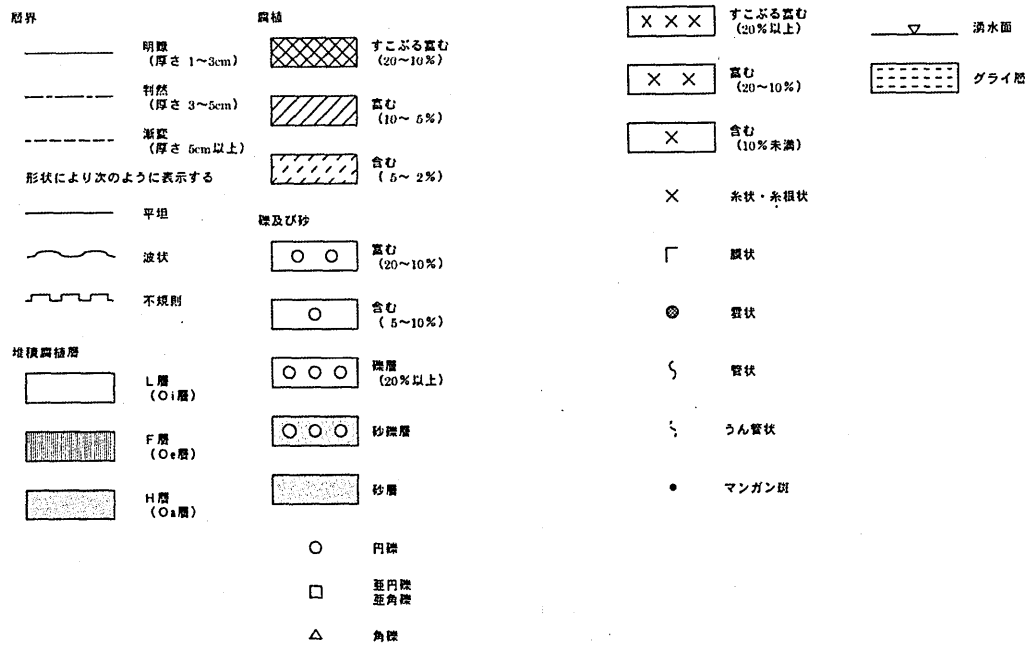 層界
明瞭
(厚さ 1~3cm)
判然
(厚さ 3~5cm)
漸変
(厚さ 5cm以上)
形状により次のように表示する
平坦
波状
不規則
堆積腐植層
L層
(Oi層)
F層
(Oe層)
H層
(Oa層)
腐植
すこぶる富む
(20~10%)
富む
(10~ 5%)
含む
( 5~ 2%)
礫及び砂
富む
(20~10%)
含む
( 5~10%)
礫層
(20%以上)
砂礫層
砂層
円礫
亜円礫
亜角礫
角礫
すこぶる富む
(20%以上)
富む
(20~10%)
含む
(10%未満)
糸状・糸根状
膜状
雲状
管状
うん管状
マンガン斑
湧水面
グライ層